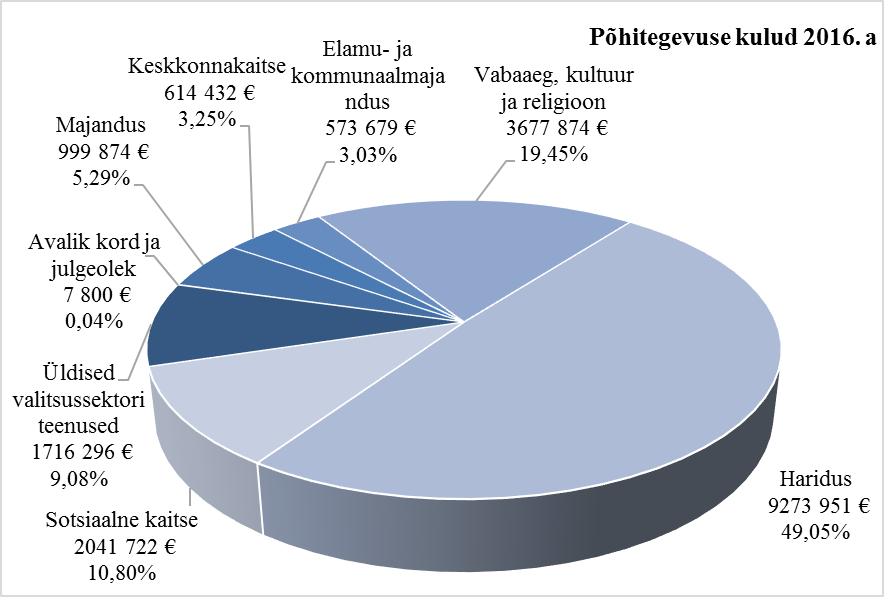 Põhitegevuse kulud 2016. a
Elamu- ja
kommunaalmaja
ndus
573 679 €
3,03%
Keskkonnakaitse
614 432 €
3,25%
Vabaaeg, kultuur
ja religioon
3677 874 €
19,45%
Majandus
999 874 €
5,29%
Avalik kord ja
julgeolek
7 800 €
0,04%
Üldised
valitsussektori
teenused
1716 296 €
9,08%
Sotsiaalne kaitse
2041 722 €
10,80%
Haridus
9273 951 €
49,05%